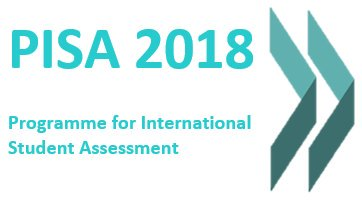 PISA 2018
Programme for International
Student Assessment